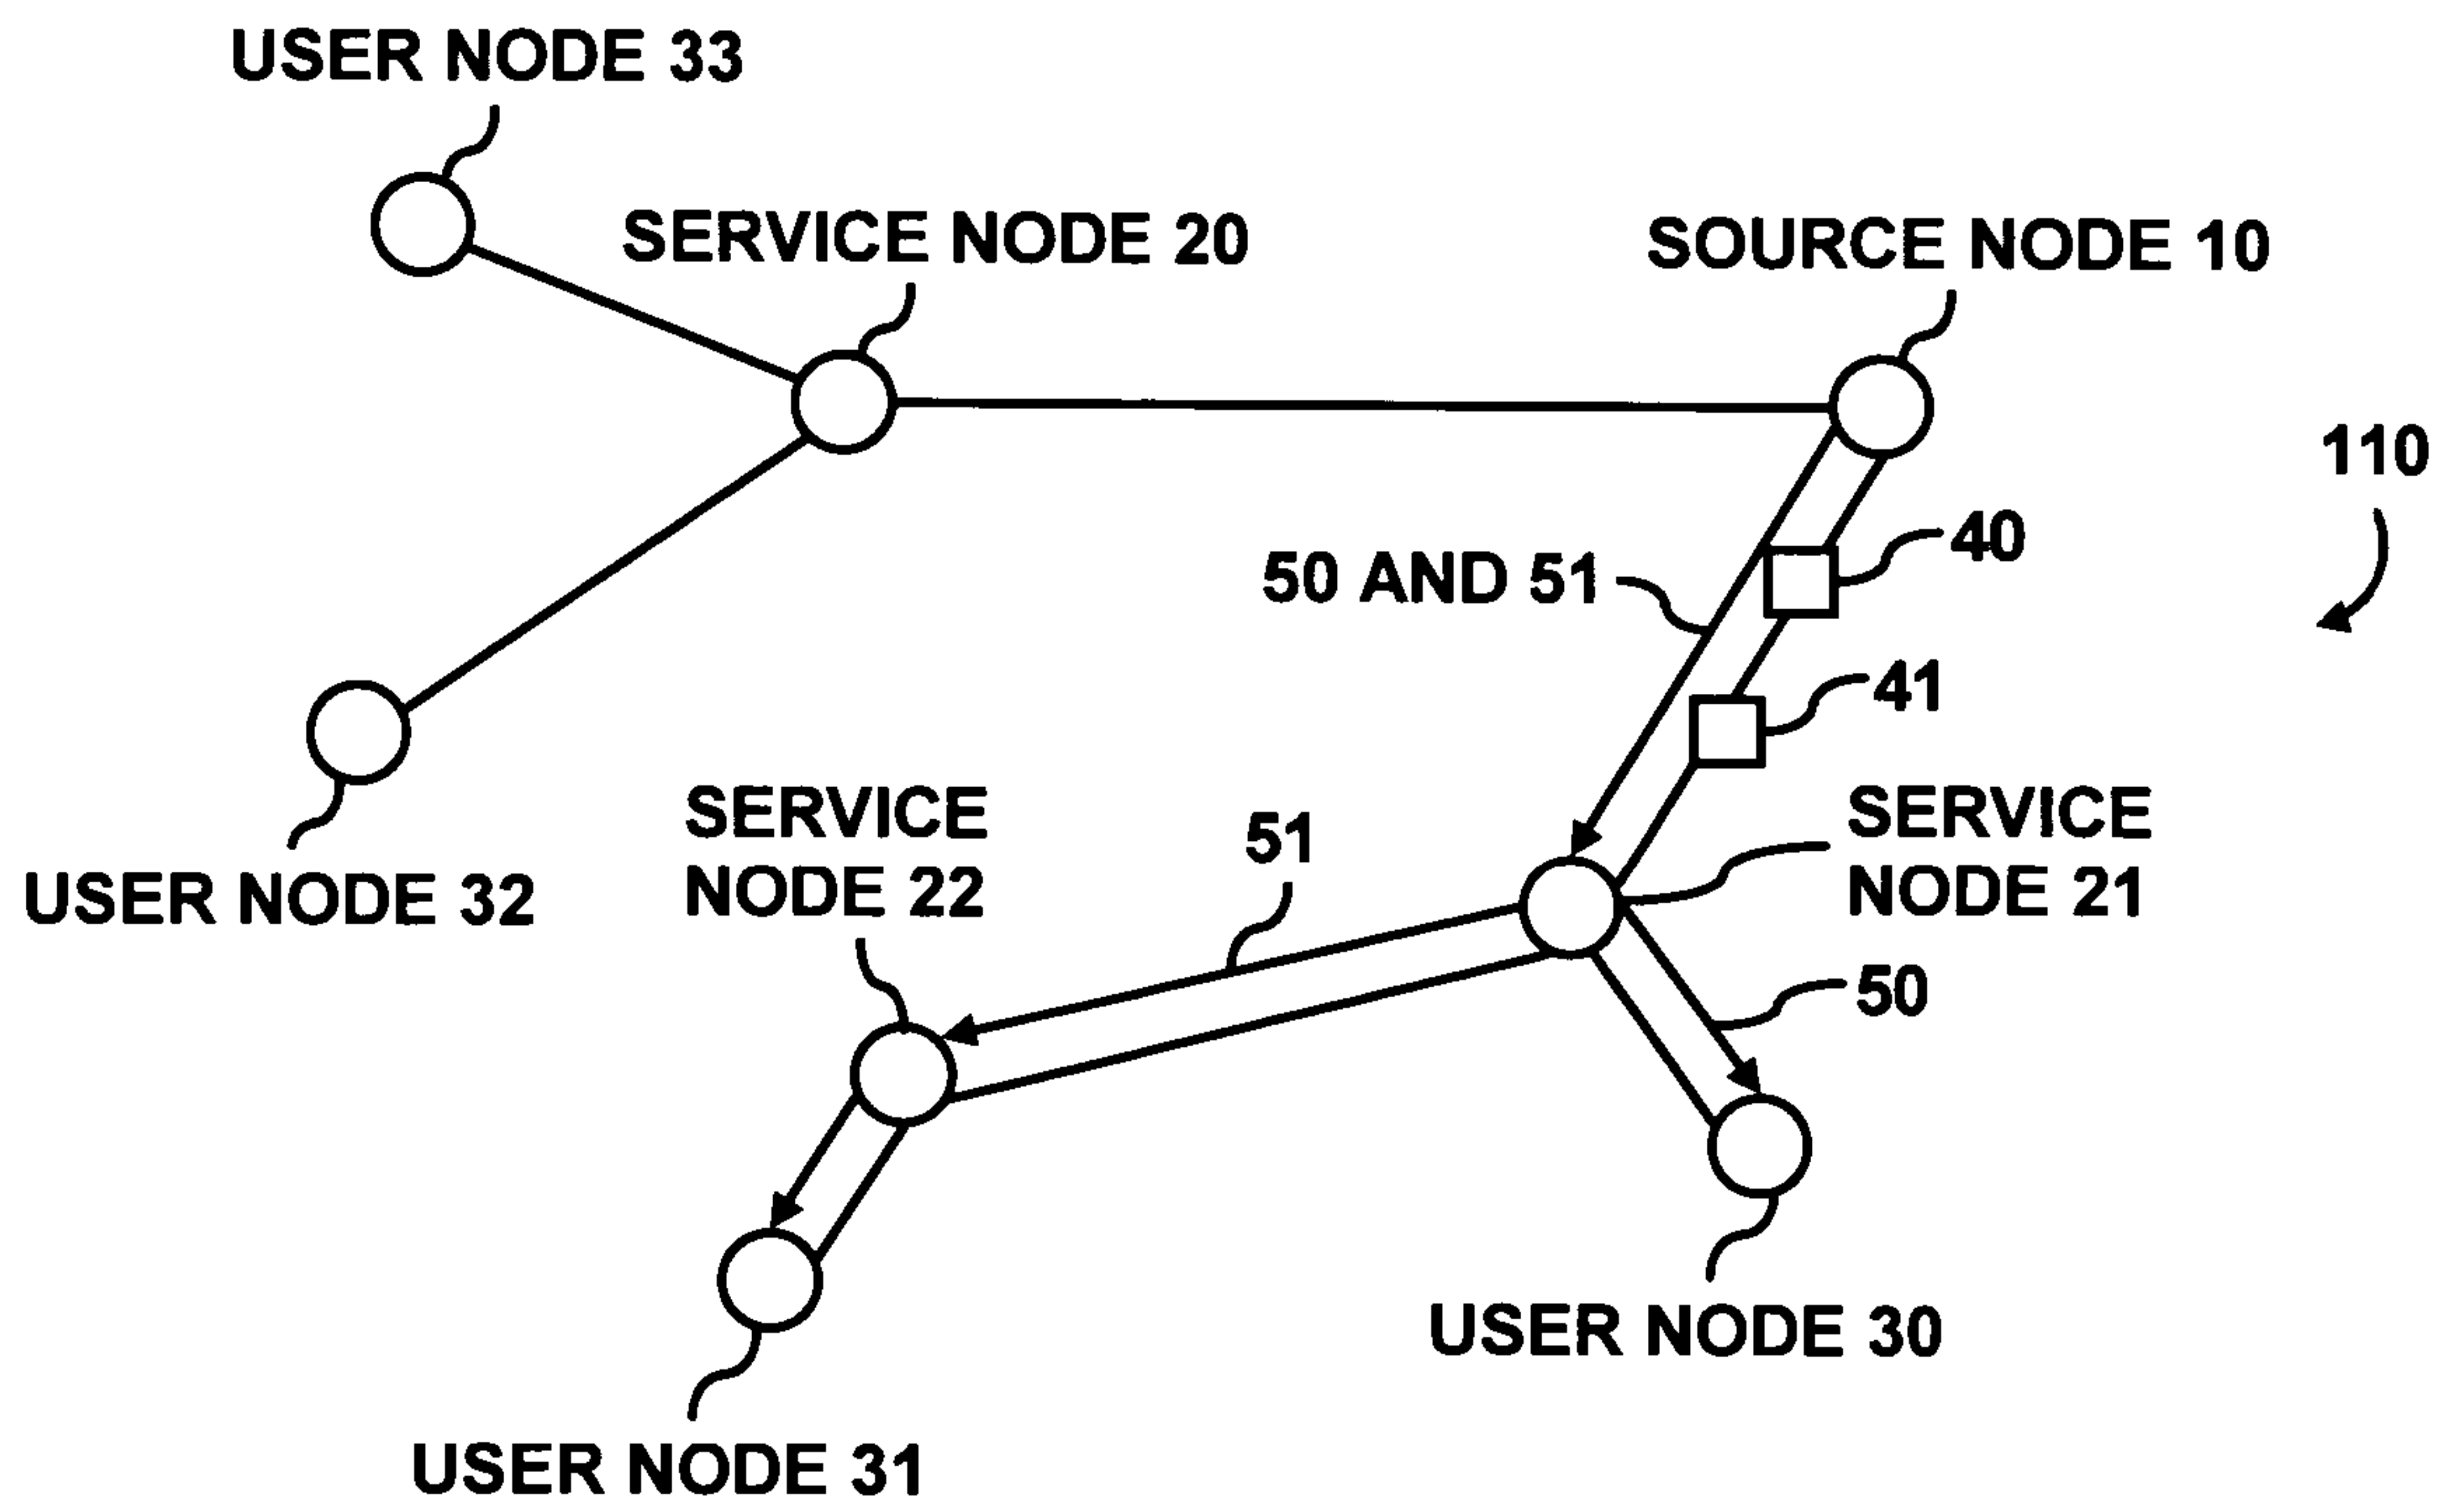 USER NODE 33
SERVICE NODE 20
SOURCE NODE 10
110
40
50 AND 51
41
SERVICE
NODE 22
51
SERVICE
NODE 21
USER NODE 32
50
USER NODE 30
USER NODE 31